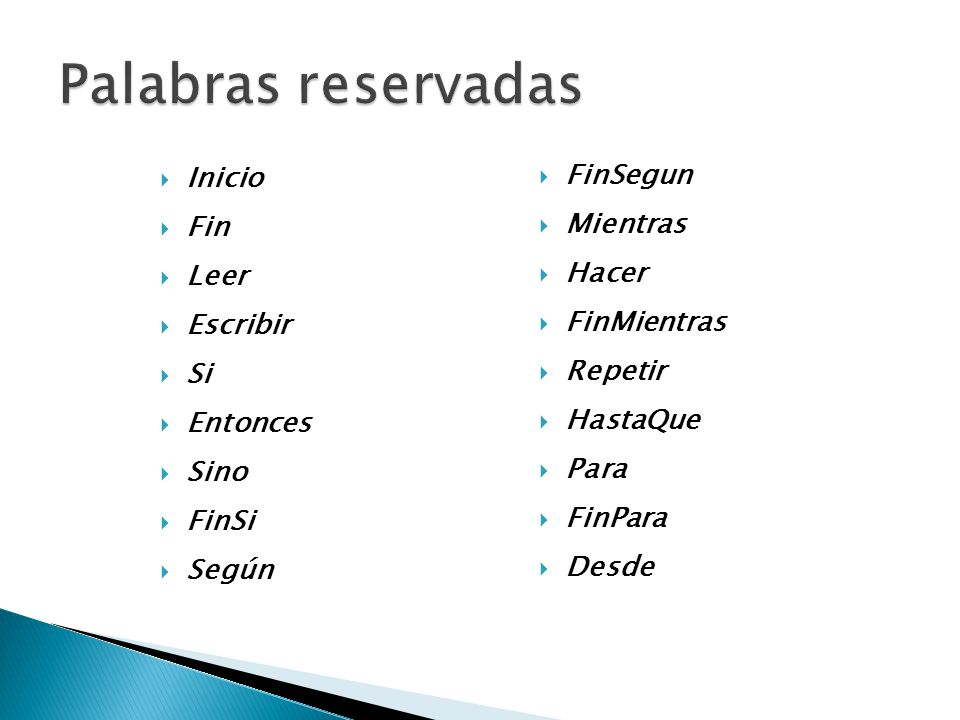 Palabras reservadas
Inicio
Fin
Leer
Escribir
Si
Entonces
Sino
FinSi
Según
FinSegun
Mientras
Hacer
FinMientras
Repetir
HastaQue
Para
FinPara
Desde